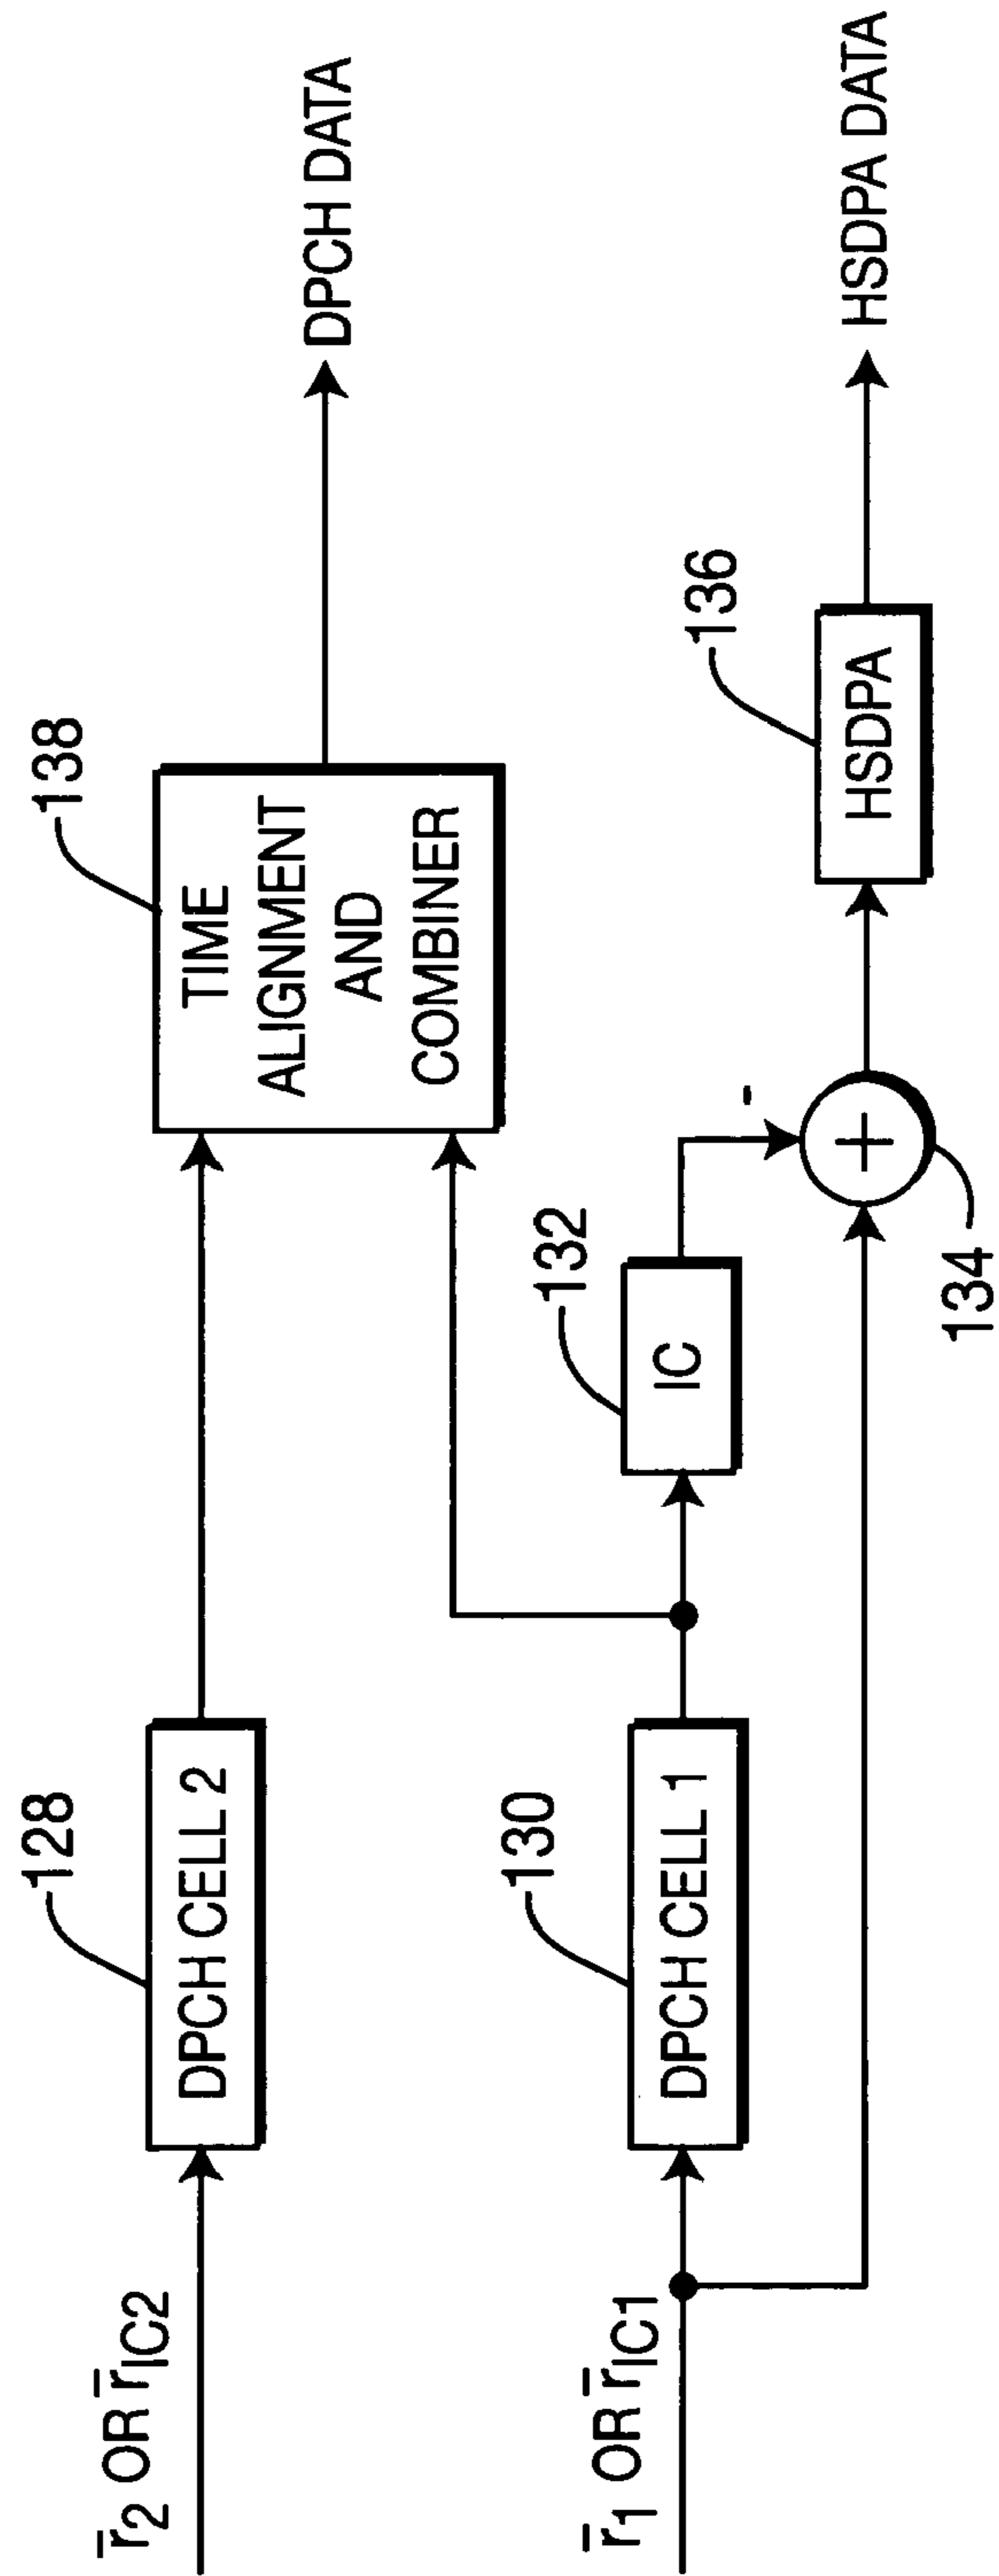 r̄2 OR r̄IC2
128
DPCH CELL 2
138
TIME
ALIGNMENT
AND
COMBINER
DPCH DATA
r̄1 OR r̄IC1
130
DPCH CELL 1
132
IC
-
+
134
136
HSDPA
HSDPA DATA